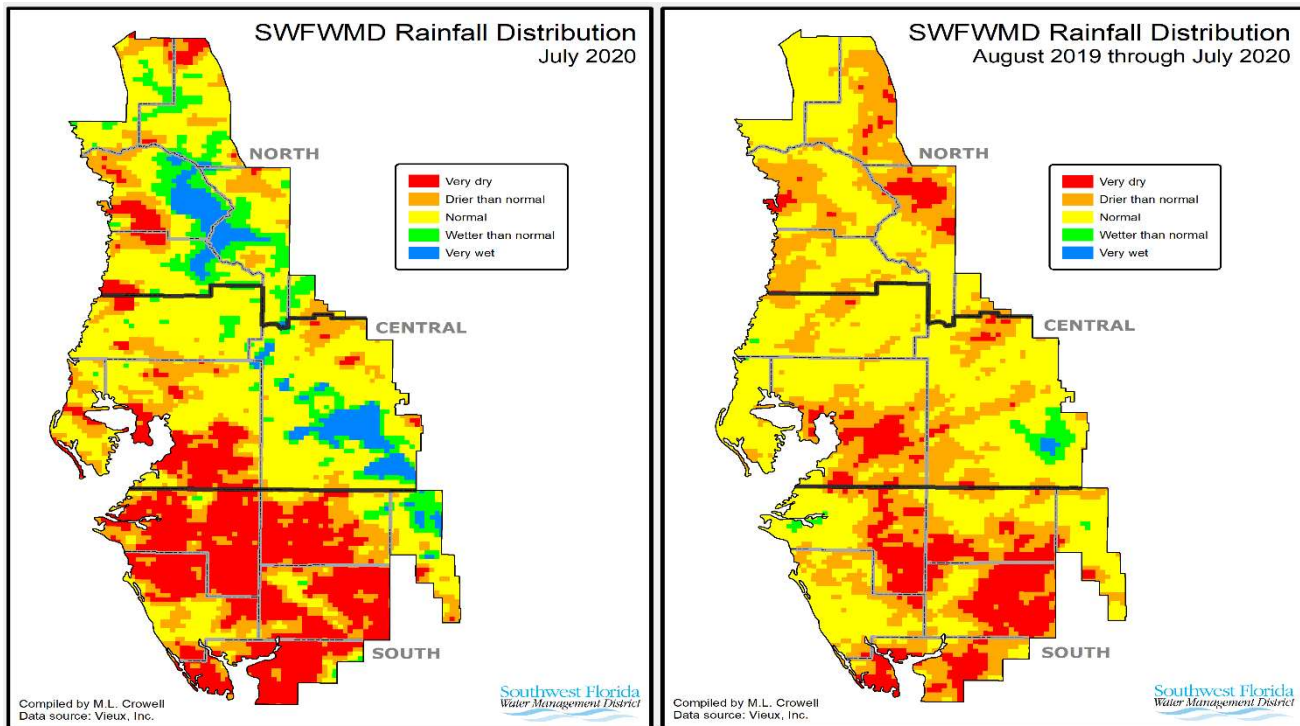 SWFWMD Rainfall Distribution
July 2020
NORTH
Very dry
Drier than normal
Normal
Wetter than normal
Very wet
CENTRAL
SOUTH
Compiled by M.L. Crowell
Data source: Vieux, Inc.
Southwest Florida
Water Management District
SWFWMD Rainfall Distribution
August 2019 through July 2020
NORTH
Very dry
Drier than normal
Normal
Wetter than normal
Very wet
CENTRAL
SOUTH
Compiled by M.L. Crowell
Data source: Vieux, Inc.
Southwest Florida
Water Management District